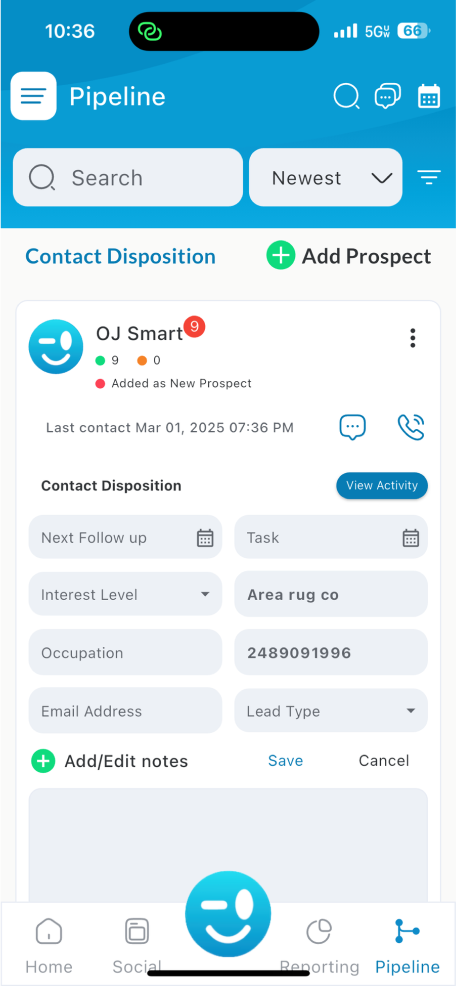 10:36 5GW 66
Pipeline
Search Newest
Contact Disposition Add Prospect
OJ Smart 9
9 0
Added as New Prospect
Last contact Mar 01, 2025 07:36 PM
Contact Disposition View Activity
Next Follow up Task
Interest Level Area rug co
Occupation 2489091996
Email Address Lead Type
Add/Edit notes Save Cancel
Home Social Reporting Pipeline